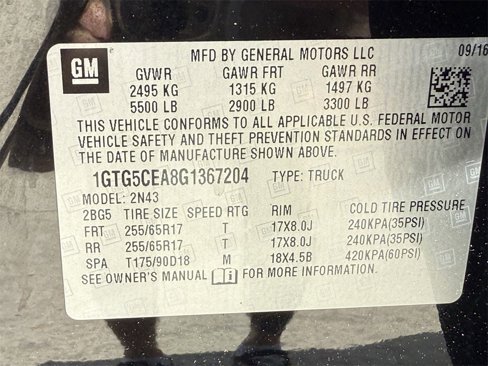 GM
MFD BY GENERAL MOTORS LLC 09/16
GVWR GAWR FRT GAWR RR
2495 KG 1315 KG 1497 KG
5500 LB 2900 LB 3300 LB
THIS VEHICLE CONFORMS TO ALL APPLICABLE U.S. FEDERAL MOTOR
VEHICLE SAFETY AND THEFT PREVENTION STANDARDS IN EFFECT ON
THE DATE OF MANUFACTURE SHOWN ABOVE.
1GTG5CEA8G1367204 TYPE: TRUCK
MODEL: 2N43
2BG5 TIRE SIZE SPEED RTG RIM COLD TIRE PRESSURE
FRT 255/65R17 T 17X8.0J 240KPA(35PSI)
RR 255/65R17 T 17X8.0J 240KPA(35PSI)
SPA T175/90D18 M 18X4.5B 420KPA(60PSI)
SEE OWNER'S MANUAL FOR MORE INFORMATION.